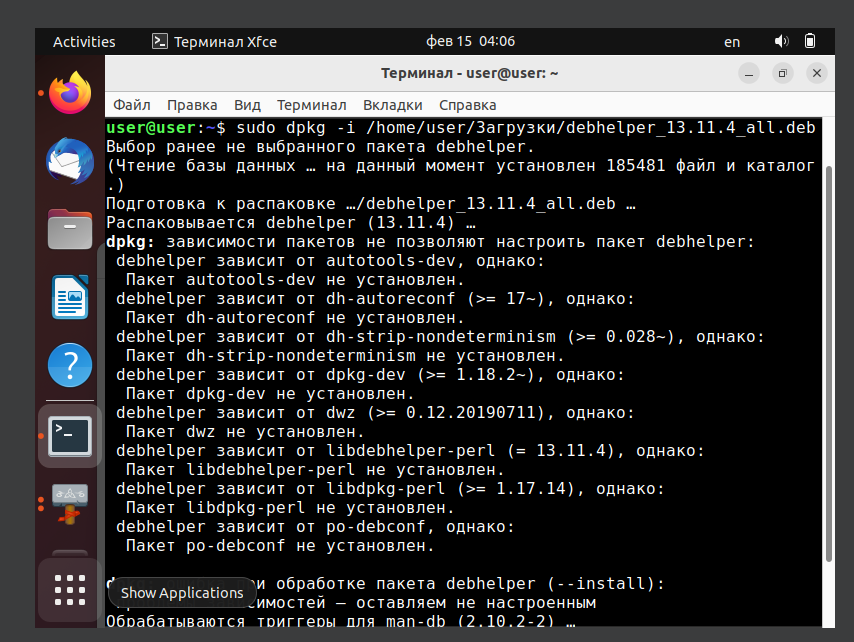 Activities
Терминал Xfce
фев 15 04:06
en
Терминал - user@user: ~
Файл Правка Вид Терминал Вкладки Справка
user@user:~$ sudo dpkg -i /home/user/Загрузки/debhelper_13.11.4_all.deb
Выбор ранее не выбранного пакета debhelper.
(Чтение базы данных … на данный момент установлен 185481 файл и каталог
.)
Подготовка к распаковке …/debhelper_13.11.4_all.deb …
Распаковывается debhelper (13.11.4) …
dpkg: зависимости пакетов не позволяют настроить пакет debhelper:
debhelper зависит от autotools-dev, однако:
Пакет autotools-dev не установлен.
debhelper зависит от dh-autoreconf (>= 17~), однако:
Пакет dh-autoreconf не установлен.
debhelper зависит от dh-strip-nondeterminism (>= 0.028~), однако:
Пакет dh-strip-nondeterminism не установлен.
debhelper зависит от dpkg-dev (>= 1.18.2~), однако:
Пакет dpkg-dev не установлен.
debhelper зависит от dwz (>= 0.12.20190711), однако:
Пакет dwz не установлен.
debhelper зависит от libdebhelper-perl (= 13.11.4), однако:
Пакет libdebhelper-perl не установлен.
debhelper зависит от libdpkg-perl (>= 1.17.14), однако:
Пакет libdpkg-perl не установлен.
debhelper зависит от po-debconf, однако:
Пакет po-debconf не установлен.
обработке пакета debhelper (--install):
Show Applications
– оставляем не настроенным
Обрабатываются триггеры для man-db (2.10.2-2) …